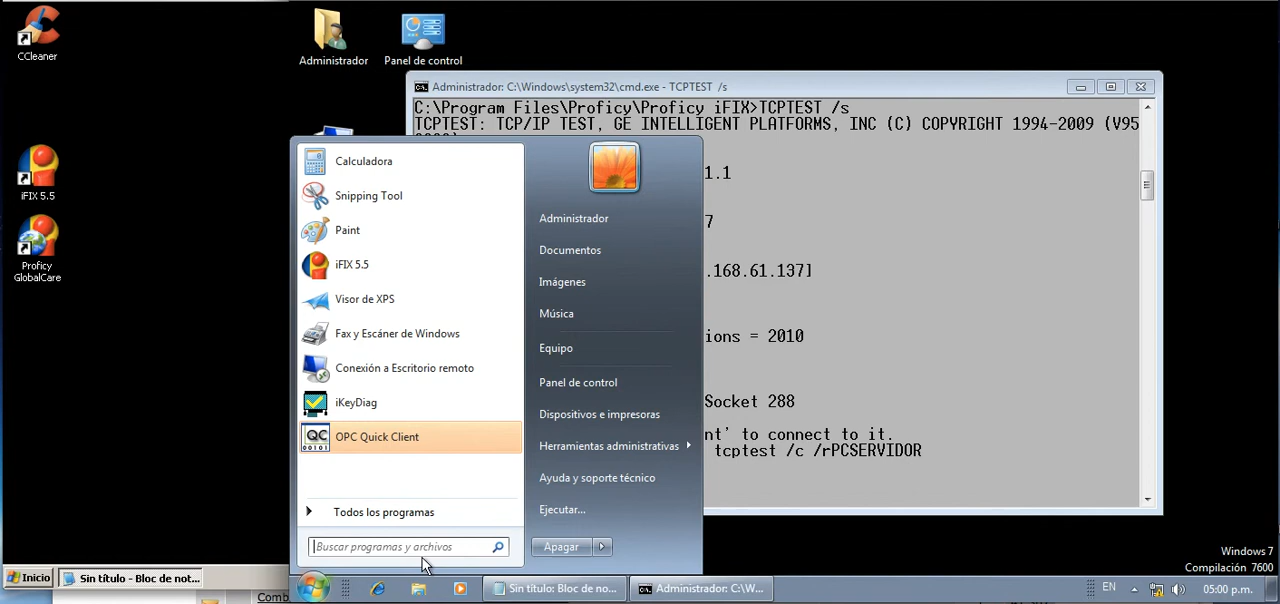 CCleaner
iFIX 5.5
Proficy
GlobalCare
Administrador
Panel de control
Administrador: C:\Windows\system32\cmd.exe - TCPTEST /s
C:\Program Files\Proficy\Proficy iFIX>TCPTEST /s
TCPTEST: TCP/IP TEST, GE INTELLIGENT PLATFORMS, INC (C) COPYRIGHT 1994-2009 (V95
1.1
7
.168.61.137]
ions = 2010
Socket 288
nt' to connect to it.
tcptest /c /rPCSERVIDOR
Calculadora
Snipping Tool
Paint
iFIX 5.5
Visor de XPS
Fax y Escáner de Windows
Conexión a Escritorio remoto
iKeyDiag
QC
00101
OPC Quick Client
Todos los programas
Buscar programas y archivos
Administrador
Documentos
Imágenes
Música
Equipo
Panel de control
Dispositivos e impresoras
Herramientas administrativas
Ayuda y soporte técnico
Ejecutar...
Apagar
Windows 7
Compilación 7600
Inicio
Sin título - Bloc de not...
Comb
Sin título: Bloc de no...
Administrador: C:\W...
EN
05:00 p.m.